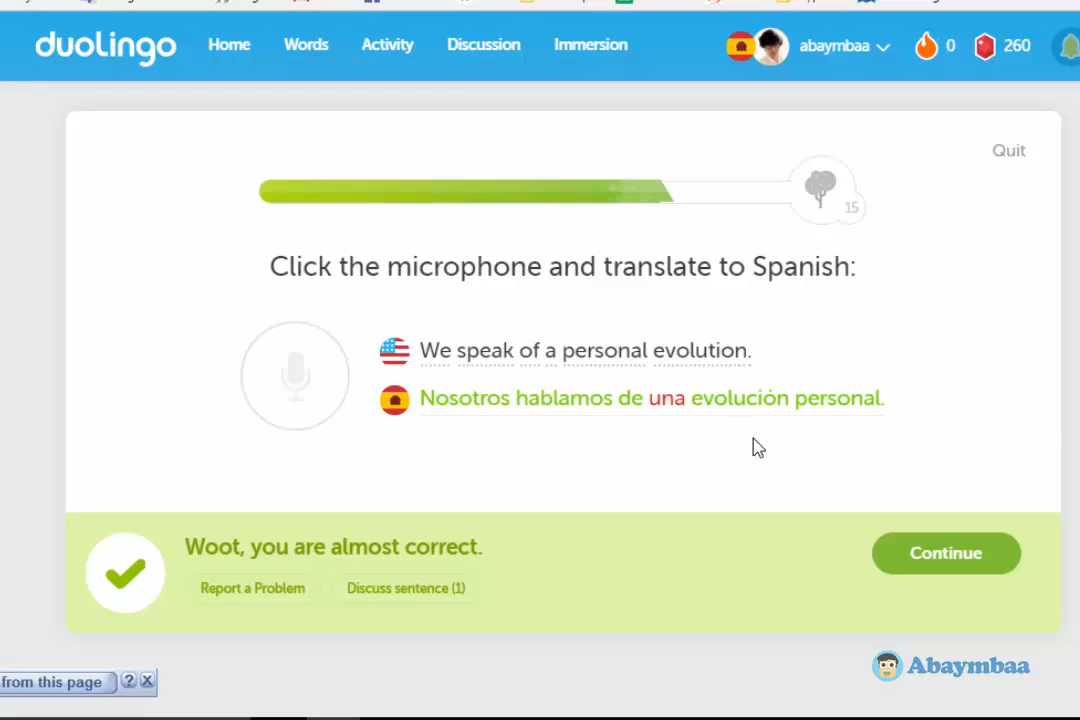 duolingo Home Words Activity Discussion Immersion abaymbaa 0 260
Quit
15
Click the microphone and translate to Spanish:
We speak of a personal evolution.
Nosotros hablamos de una evolución personal.
Woot, you are almost correct.
Continue
Report a Problem Discuss sentence (1)
Abaymbaa
from this page ? X